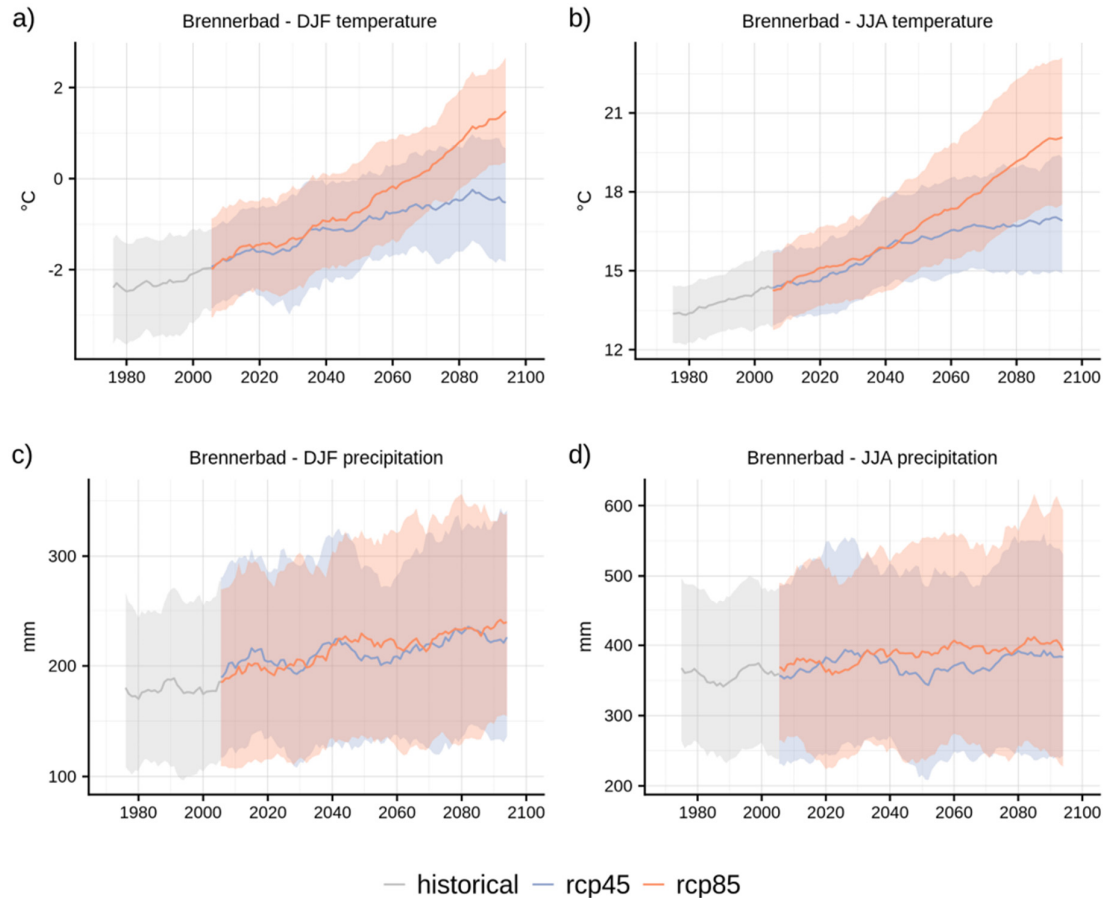 a)
Brennerbad - DJF temperature
2
0
-2
°C
1980 2000 2020 2040 2060 2080 2100
b)
Brennerbad - JJA temperature
21
18
15
12
°C
1980 2000 2020 2040 2060 2080 2100
c)
Brennerbad - DJF precipitation
300
200
100
mm
1980 2000 2020 2040 2060 2080 2100
d)
Brennerbad - JJA precipitation
600
500
400
300
200
mm
1980 2000 2020 2040 2060 2080 2100
historical rcp45 rcp85